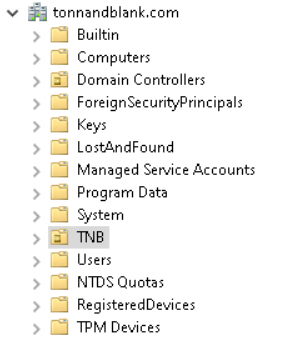 tonnandblank.com
Builtin
Computers
Domain Controllers
ForeignSecurityPrincipals
Keys
LostAndFound
Managed Service Accounts
Program Data
System
TNB
Users
NTDS Quotas
RegisteredDevices
TPM Devices